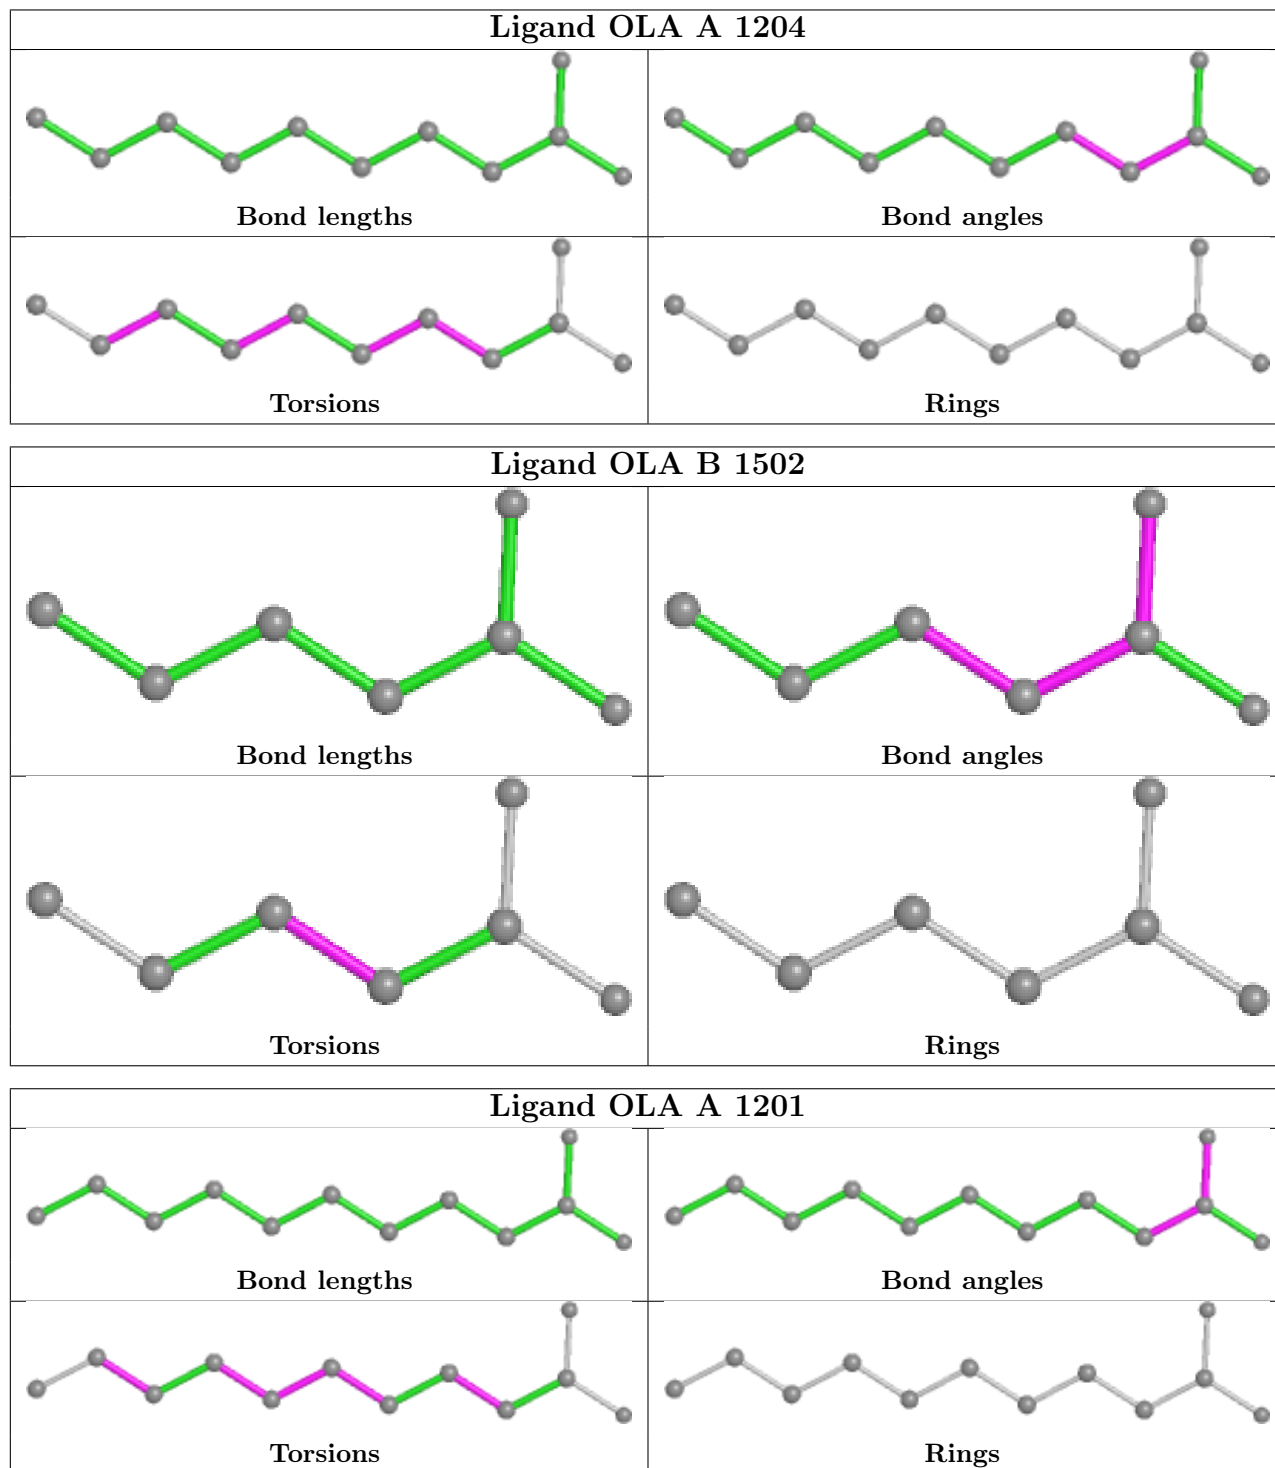 Ligand OLA A 1204
Bond lengths
Bond angles
Torsions
Rings
Ligand OLA B 1502
Bond lengths
Bond angles
Torsions
Rings
Ligand OLA A 1201
Bond lengths
Bond angles
Torsions
Rings